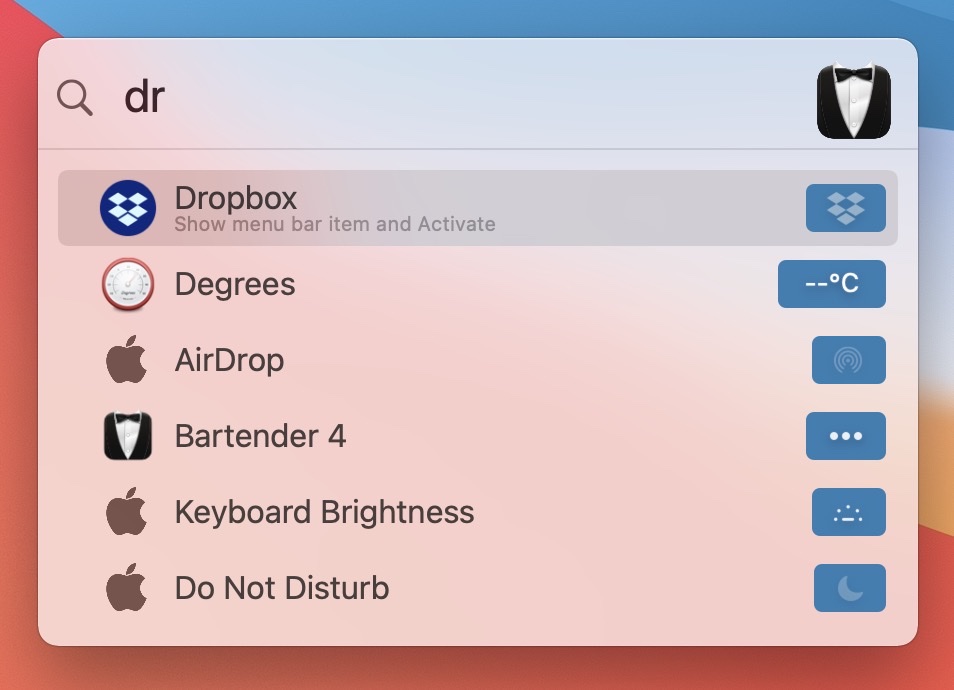 dr
Dropbox
Show menu bar item and Activate
Degrees
--°C
AirDrop
Bartender 4
Keyboard Brightness
Do Not Disturb